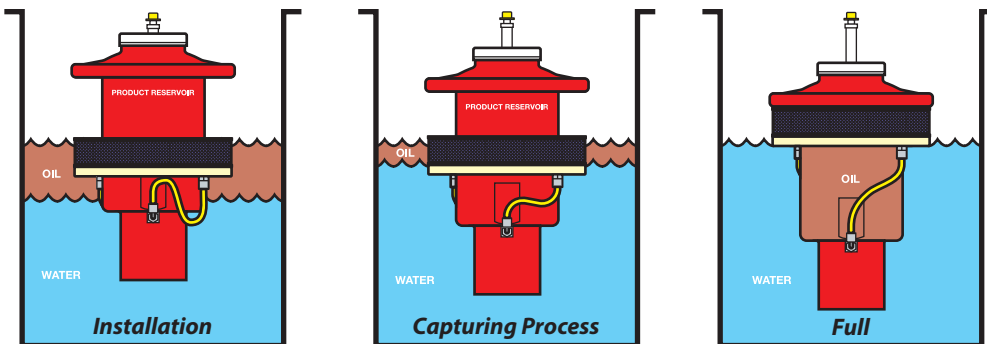 PRODUCT RESERVOIR
OIL
WATER
Installation
PRODUCT RESERVOIR
OIL
WATER
Capturing Process
OIL
WATER
Full